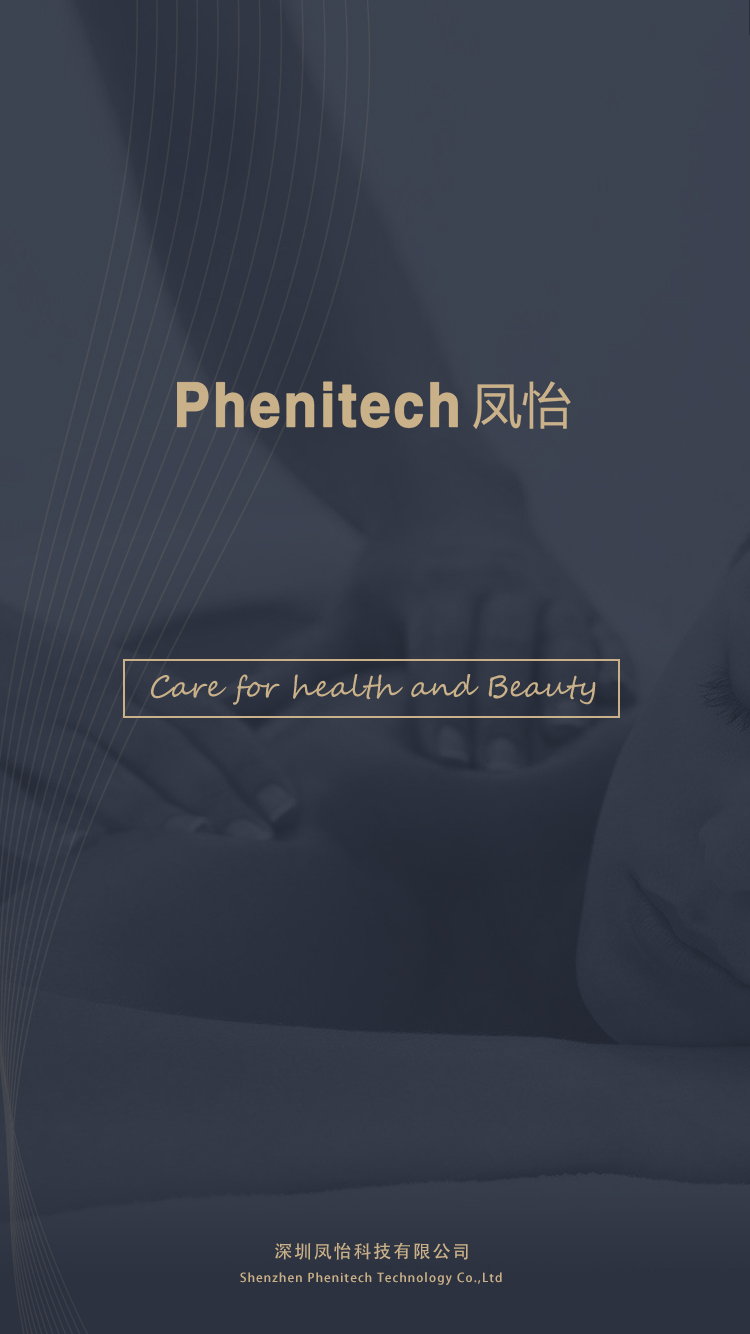 Phenitech 凤怡
Care for health and Beauty
深圳凤怡科技有限公司
Shenzhen Phenitech Technology Co.,Ltd